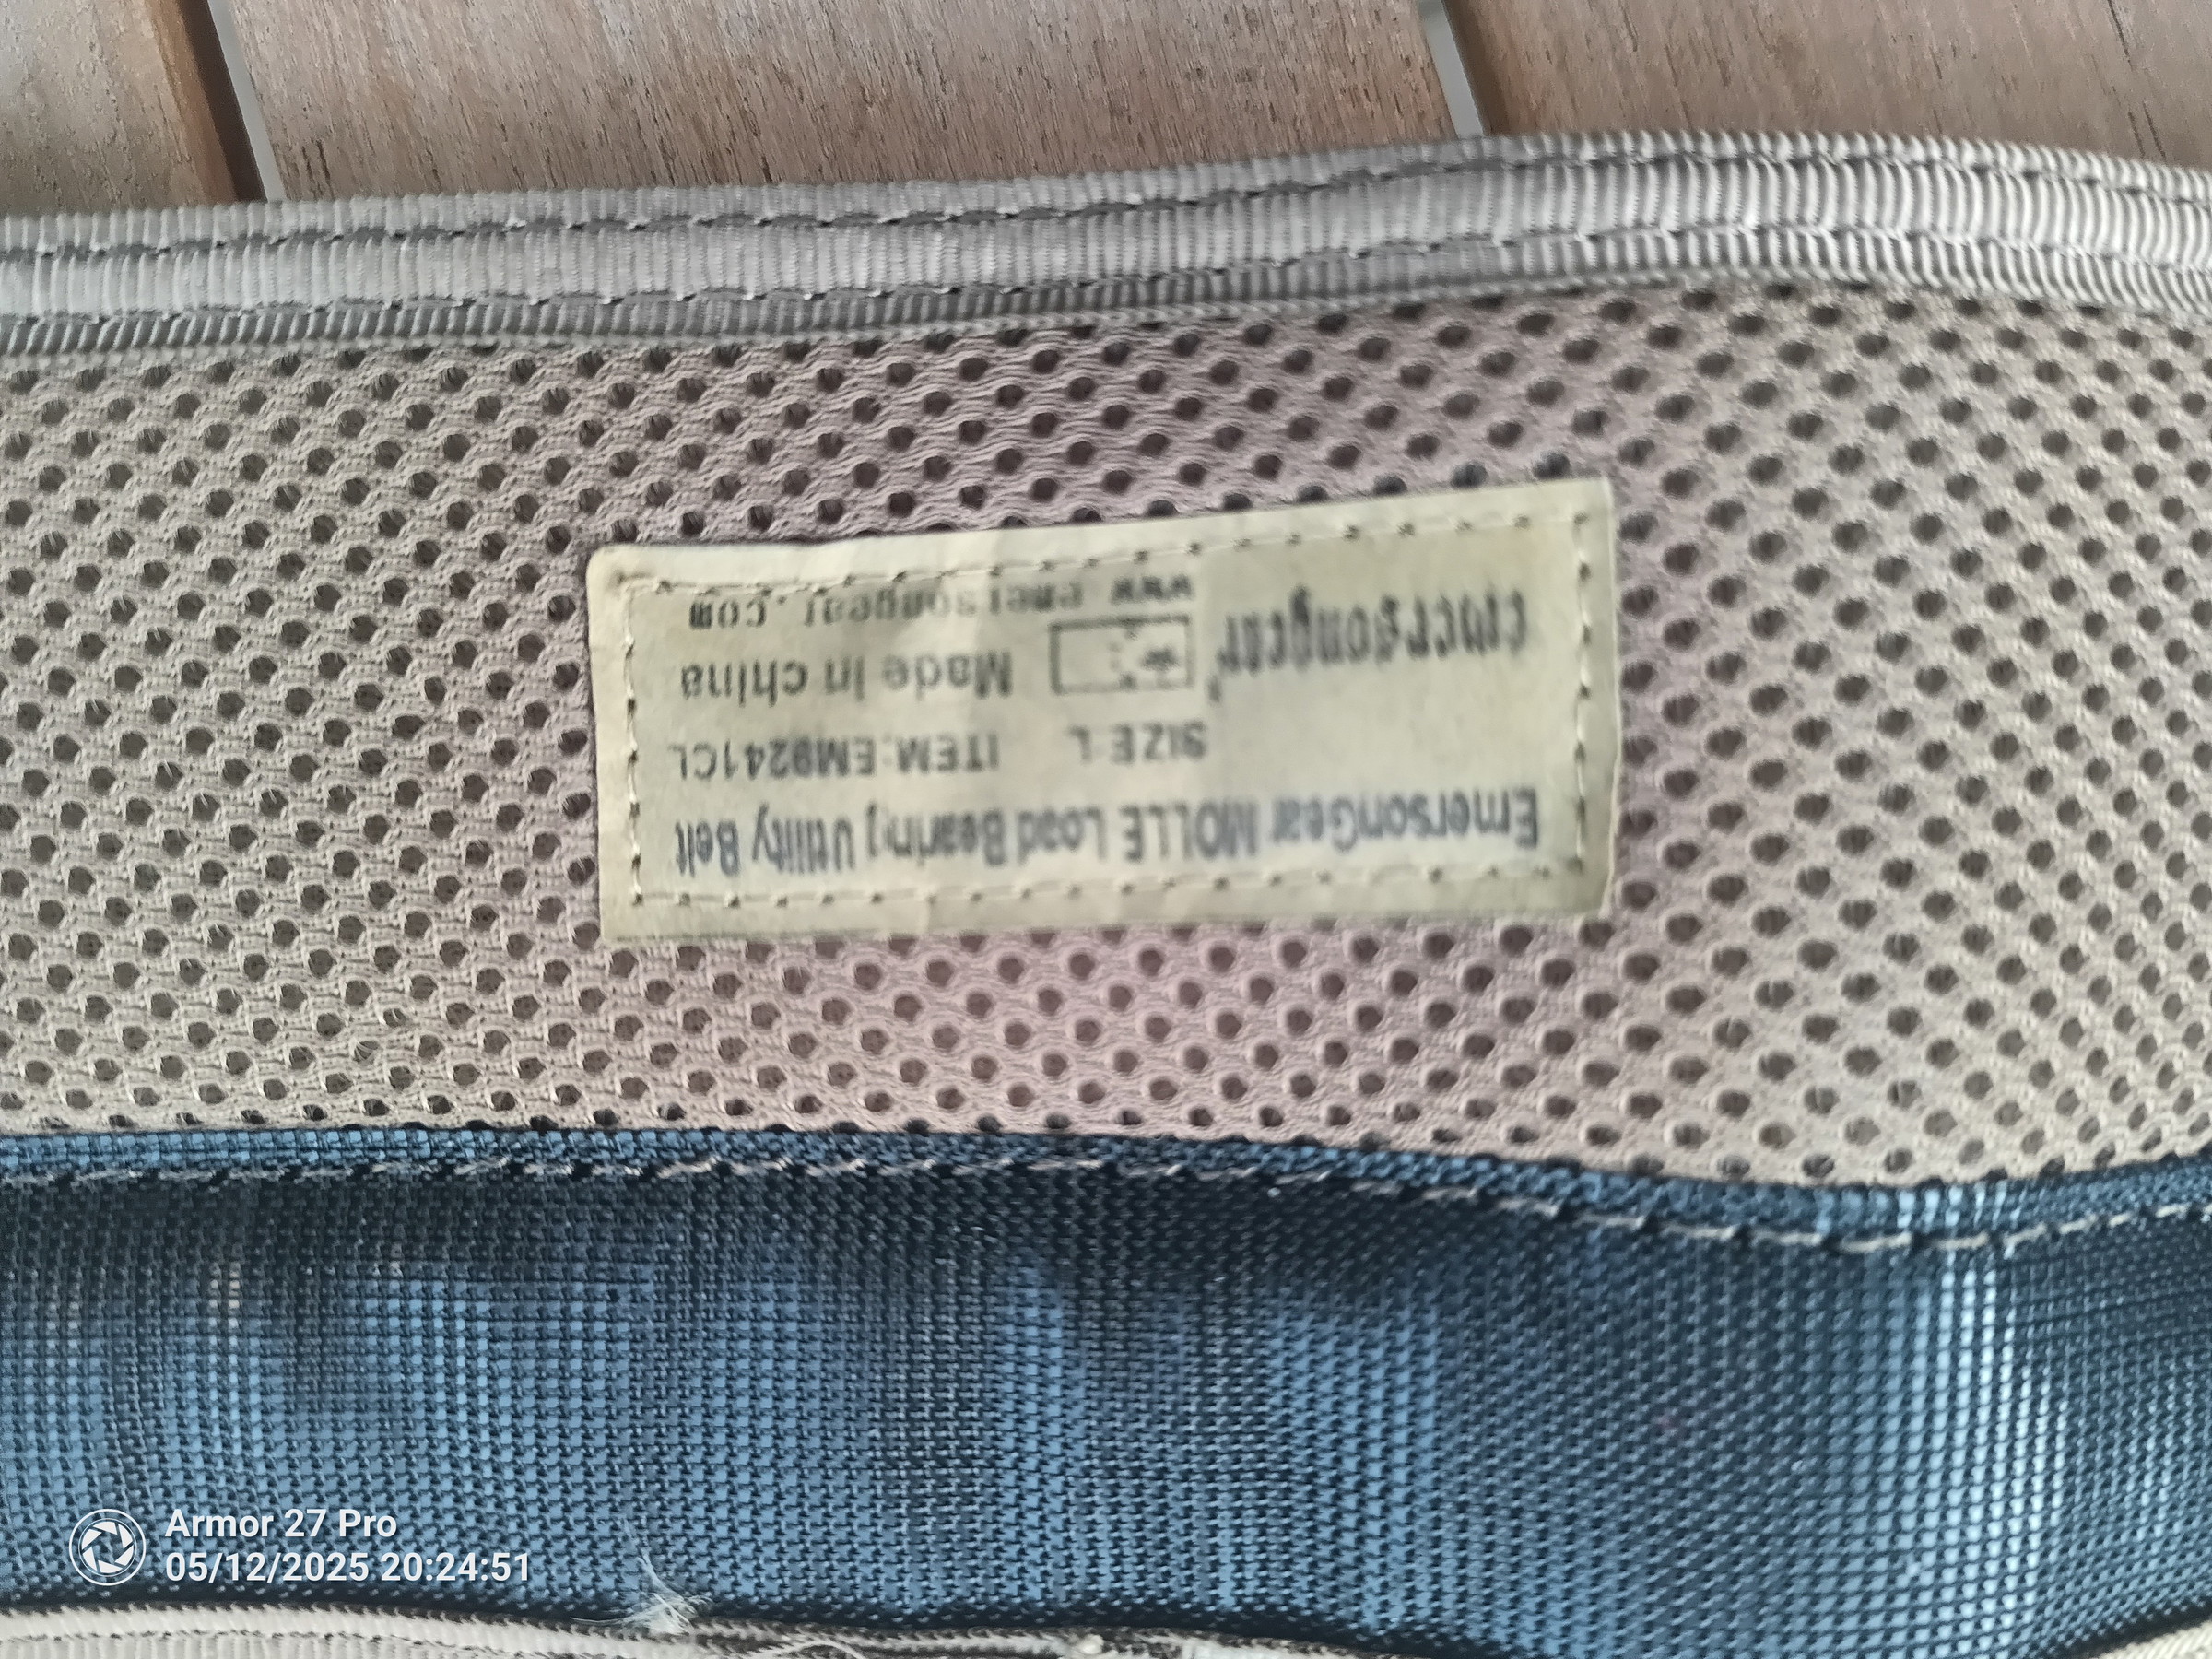 EmersonGear MOLLE Load Bearing Utility Belt
SIZE L ITEM:EM9241CL
emersongear Made In china
www.emersongear.com
Armor 27 Pro
05/12/2025 20:24:51